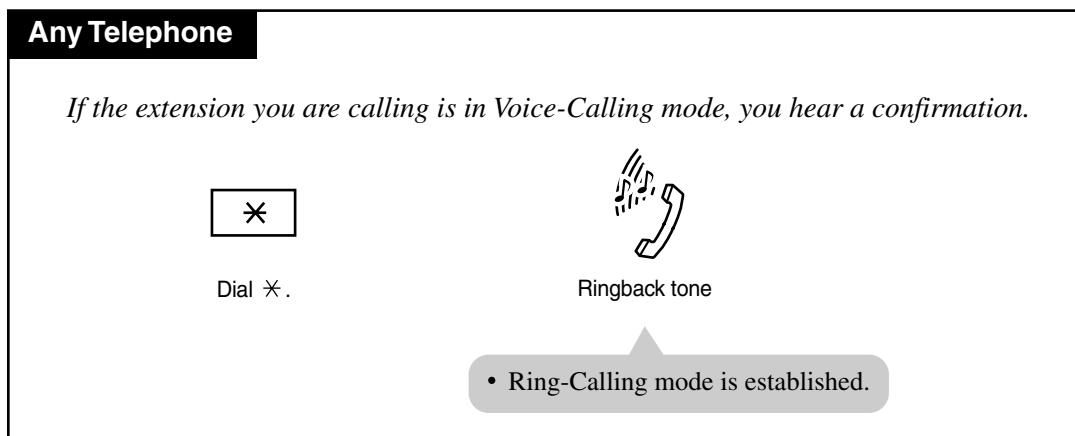 Any Telephone
If the extension you are calling is in Voice-Calling mode, you hear a confirmation.
*
Dial *.
Ringback tone
• Ring-Calling mode is established.